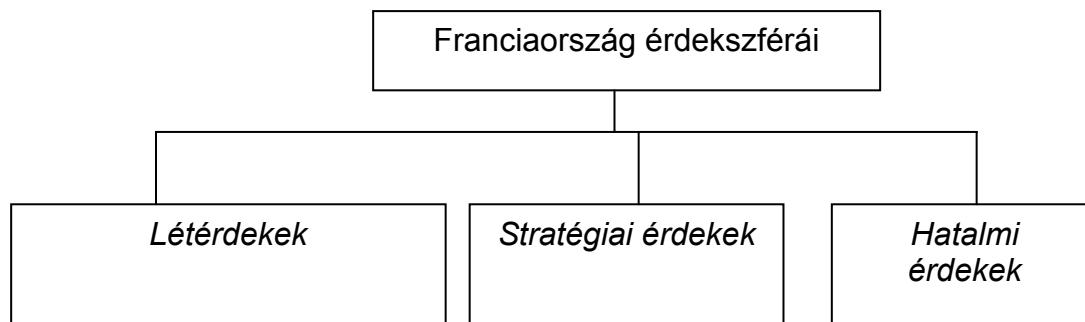 Franciaország érdekszférái
Létérdekek
Stratégiai érdekek
Hatalmi
érdekek